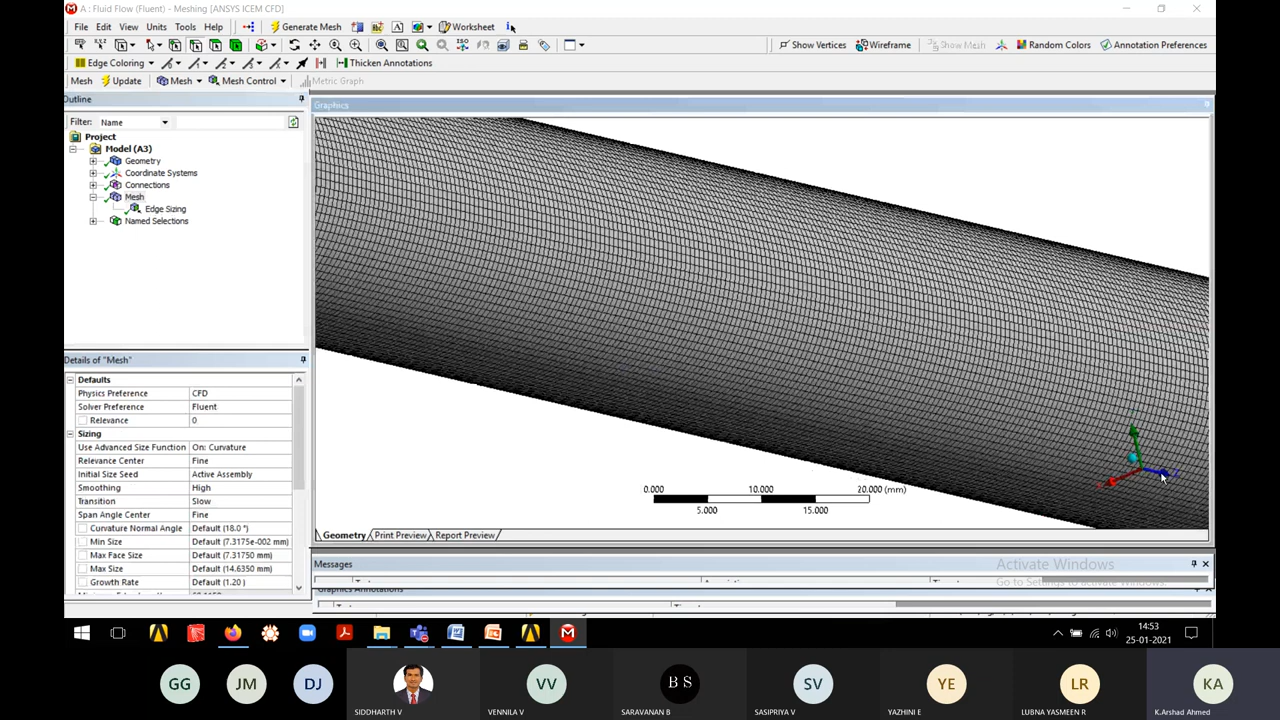 A : Fluid Flow (Fluent) - Meshing [ANSYS ICEM CFD]
File Edit View Units Tools Help Generate Mesh Worksheet
Show Vertices Wireframe Show Mesh Random Colors Annotation Preferences
Edge Coloring Thicken Annotations
Mesh Update Mesh Mesh Control Metric Graph
Outline
Filter: Name
Project
Model (A3)
Geometry
Coordinate Systems
Connections
Mesh
Edge Sizing
Named Selections
Graphics
Details of "Mesh"
Defaults
Physics Preference CFD
Solver Preference Fluent
Relevance 0
Sizing
Use Advanced Size Function On: Curvature
Relevance Center Fine
Initial Size Seed Active Assembly
Smoothing High
Transition Slow
Span Angle Center Fine
Curvature Normal Angle Default (18.0 °)
Min Size Default (7.3175e-002 mm)
Max Face Size Default (7.31750 mm)
Max Size Default (14.6350 mm)
Growth Rate Default (1.20 )
0.000 10.000 20.000 (mm)
5.000 15.000
Geometry Print Preview Report Preview
Messages
Activate Windows
Go to Settings to activate Windows.
Graphics Annotations
14:53
25-01-2021
GG JM DJ VV B S SV YE LR KA
SIDDHARTH V VENNILA V SARAVANAN B SASIPRIYA V YAZHINI E LUBNA YASMEEN R K.Arshad Ahmed